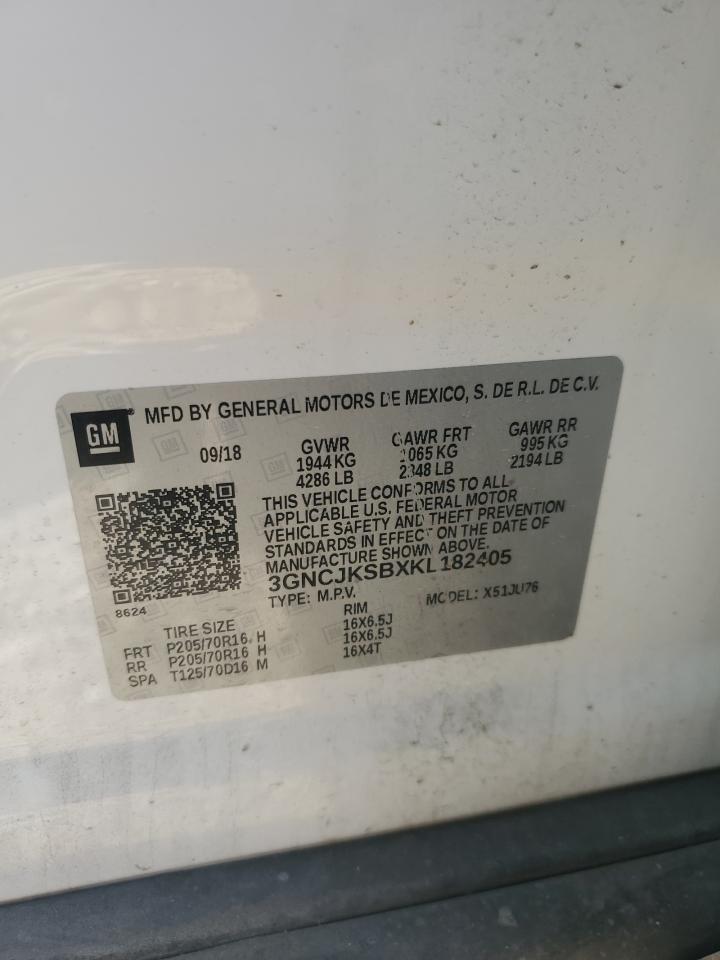 GM® MFD BY GENERAL MOTORS DE MEXICO, S. DE R.L. DE C.V.
09/18 GVWR GAWR FRT GAWR RR
1944 KG 1065 KG 995 KG
4286 LB 2348 LB 2194 LB
THIS VEHICLE CONFORMS TO ALL
APPLICABLE U.S. FEDERAL MOTOR
VEHICLE SAFETY AND THEFT PREVENTION
STANDARDS IN EFFECT ON THE DATE OF
MANUFACTURE SHOWN ABOVE.
3GNCJKSBXKL182405
8624 TYPE: M.P.V. MODEL: X51JU76
TIRE SIZE RIM
FRT P205/70R16 H 16X6.5J
RR P205/70R16 H 16X6.5J
SPA T125/70D16 M 16X4T